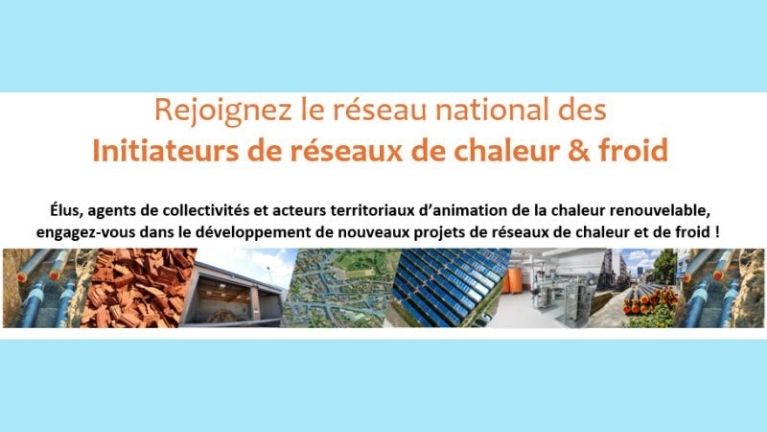 Rejoignez le réseau national des
Initiateurs de réseaux de chaleur & froid
Élus, agents de collectivités et acteurs territoriaux d’animation de la chaleur renouvelable,
engagez-vous dans le développement de nouveaux projets de réseaux de chaleur et de froid !